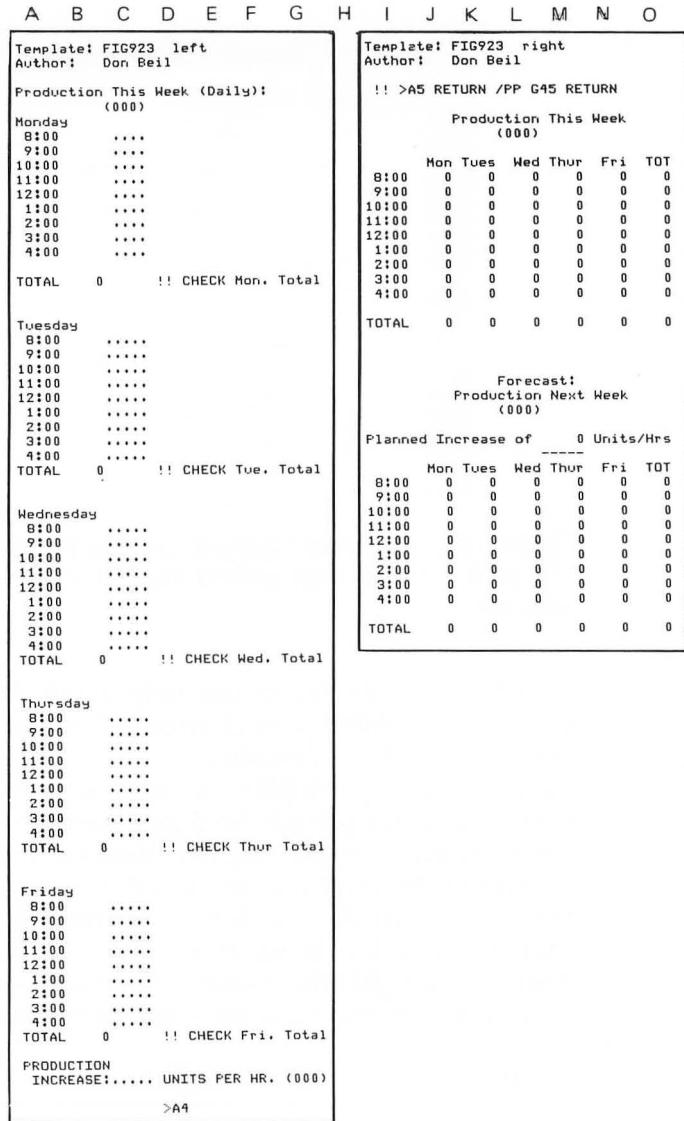 A B C D E F G H I J K L M N O
Template: FIG923 left
Author: Don Beil
Production This Week (Daily):
(000)
Monday
8:00 ....
9:00 ....
10:00 ....
11:00 ....
12:00 ....
1:00 ....
2:00 ....
3:00 ....
4:00 ....
TOTAL 0 !! CHECK Mon. Total
Tuesday
8:00 .....
9:00 .....
10:00 .....
11:00 .....
12:00 .....
1:00 .....
2:00 .....
3:00 .....
4:00 .....
TOTAL 0 !! CHECK Tue. Total
Wednesday
8:00 .....
9:00 .....
10:00 .....
11:00 .....
12:00 .....
1:00 .....
2:00 .....
3:00 .....
4:00 .....
TOTAL 0 !! CHECK Wed. Total
Thursday
8:00 .....
9:00 .....
10:00 .....
11:00 .....
12:00 .....
1:00 .....
2:00 .....
3:00 .....
4:00 .....
TOTAL 0 !! CHECK Thur Total
Friday
8:00 .....
9:00 .....
10:00 .....
11:00 .....
12:00 .....
1:00 .....
2:00 .....
3:00 .....
4:00 .....
TOTAL 0 !! CHECK Fri. Total
PRODUCTION
INCREASE:..... UNITS PER HR. (000)
>A4
Template: FIG923 right
Author: Don Beil
!! >A5 RETURN /PP G45 RETURN
Production This Week
(000)
Mon Tues Wed Thur Fri TOT
8:00 0 0 0 0 0 0
9:00 0 0 0 0 0 0
10:00 0 0 0 0 0 0
11:00 0 0 0 0 0 0
12:00 0 0 0 0 0 0
1:00 0 0 0 0 0 0
2:00 0 0 0 0 0 0
3:00 0 0 0 0 0 0
4:00 0 0 0 0 0 0
TOTAL 0 0 0 0 0 0
Forecast:
Production Next Week
(000)
Planned Increase of 0 Units/Hrs
-----
Mon Tues Wed Thur Fri TOT
8:00 0 0 0 0 0 0
9:00 0 0 0 0 0 0
10:00 0 0 0 0 0 0
11:00 0 0 0 0 0 0
12:00 0 0 0 0 0 0
1:00 0 0 0 0 0 0
2:00 0 0 0 0 0 0
3:00 0 0 0 0 0 0
4:00 0 0 0 0 0 0
TOTAL 0 0 0 0 0 0